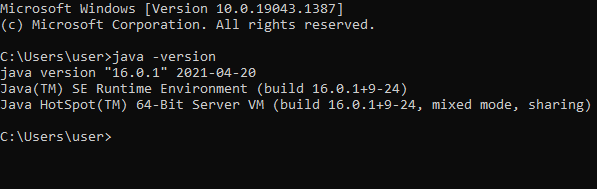 Microsoft Windows [Version 10.0.19043.1387]
(c) Microsoft Corporation. All rights reserved.
C:\Users\user>java -version
java version "16.0.1" 2021-04-20
Java(TM) SE Runtime Environment (build 16.0.1+9-24)
Java HotSpot(TM) 64-Bit Server VM (build 16.0.1+9-24, mixed mode, sharing)
C:\Users\user>